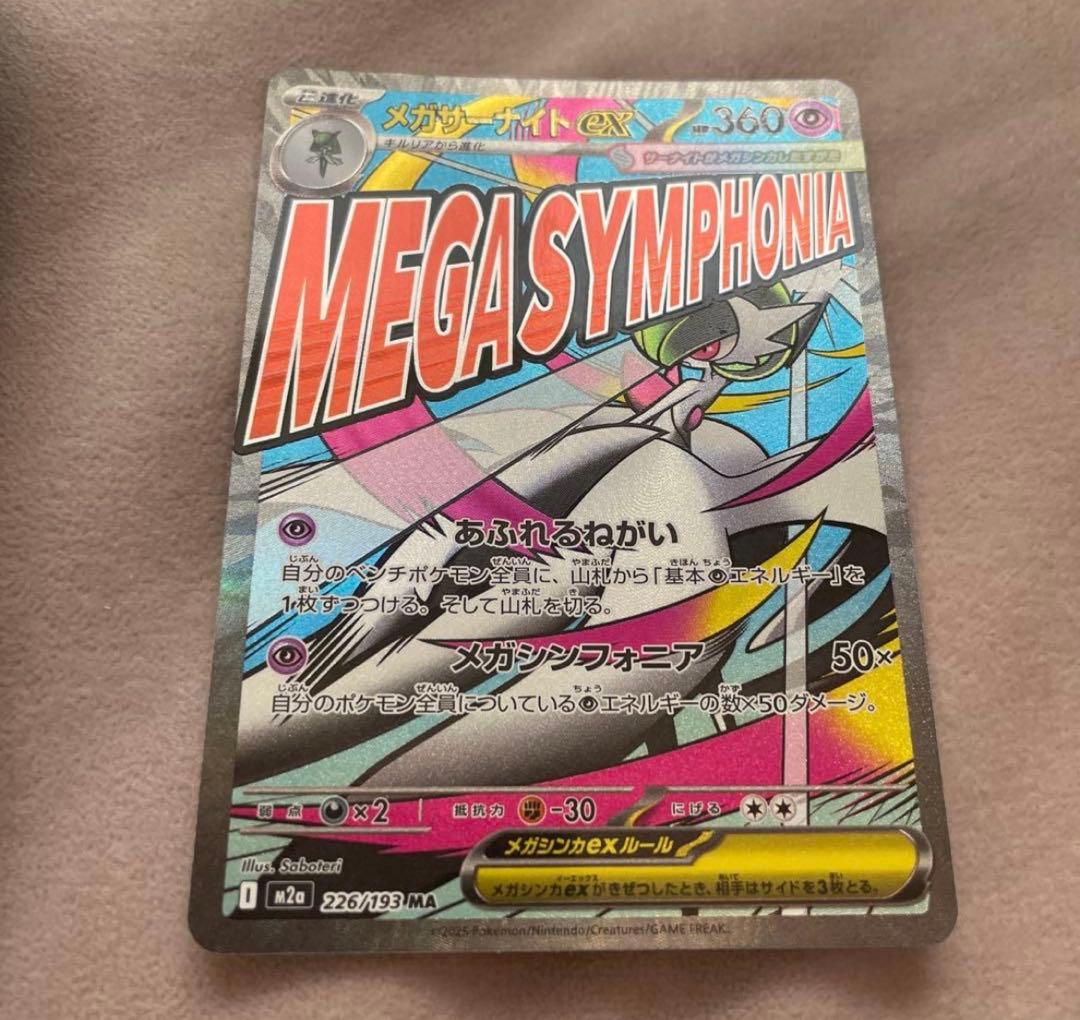 2進化
メガサーナイトex HP 360
キルリアから進化
サーナイトがメガシンカしたすがた
MEGA SYMPHONIA
あふれるねがい
自分のベンチポケモン全員に、山札から「基本エネルギー」を
1枚ずつつける。そして山札を切る。
メガシンフォニア 50×
自分のポケモン全員についているエネルギーの数×50ダメージ。
弱点 ×2 抵抗力 -30 にげる
メガシンカexルール
メガシンカexがきぜつしたとき、相手はサイドを3枚とる。
Illus. Saboteri
I m2a 226/193 MA
©2025 Pokémon/Nintendo/Creatures/GAME FREAK.